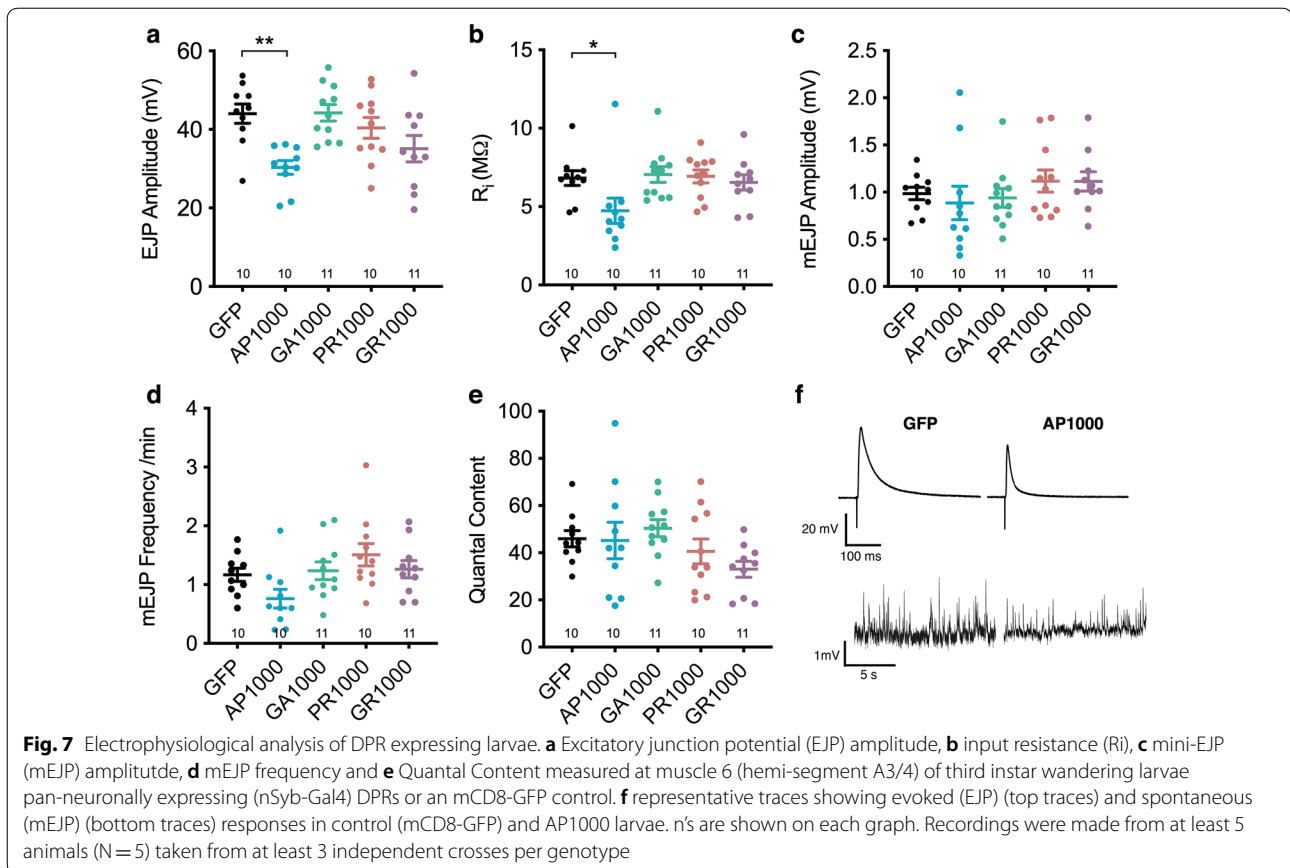 a
**
60
40
20
0
EJP Amplitude (mV)
10 10 11 10 11
GFP AP1000 GA1000 PR1000 GR1000
b
*
15
10
5
0
Ri (MΩ)
10 10 11 10 11
GFP AP1000 GA1000 PR1000 GR1000
c
2.5
2.0
1.5
1.0
0.5
0.0
mEJP Amplitude (mV)
10 10 11 10 11
GFP AP1000 GA1000 PR1000 GR1000
d
4
3
2
1
0
mEJP Frequency /min
10 10 11 10 11
GFP AP1000 GA1000 PR1000 GR1000
e
100
80
60
40
20
0
Quantal Content
10 10 11 10 11
GFP AP1000 GA1000 PR1000 GR1000
f
GFP AP1000
20 mV
100 ms
1mV
5 s
Fig. 7 Electrophysiological analysis of DPR expressing larvae. a Excitatory junction potential (EJP) amplitude, b input resistance (Ri), c mini-EJP
(mEJP) amplitutde, d mEJP frequency and e Quantal Content measured at muscle 6 (hemi-segment A3/4) of third instar wandering larvae
pan-neuronally expressing (nSyb-Gal4) DPRs or an mCD8-GFP control. f representative traces showing evoked (EJP) (top traces) and spontaneous
(mEJP) (bottom traces) responses in control (mCD8-GFP) and AP1000 larvae. n's are shown on each graph. Recordings were made from at least 5
animals (N = 5) taken from at least 3 independent crosses per genotype